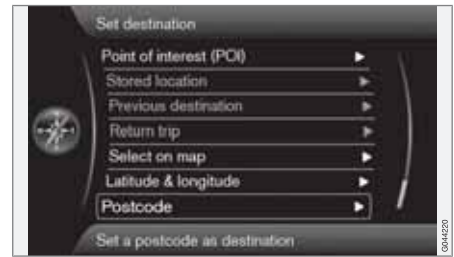 Set destination
Point of interest (POI)
Stored location
Previous destination
Return trip
Select on map
Latitude & longitude
Postcode
Set a postcode as destination
G044220